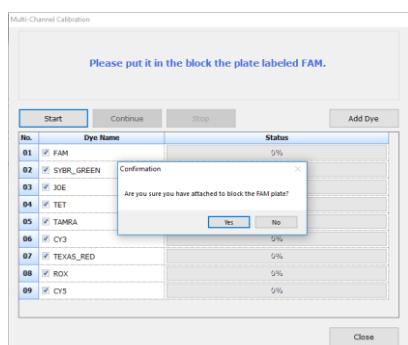 Multi-Channel Calibration
Please put it in the block the plate labeled FAM.
Start Continue Stop Add Dye
No. Dye Name Status
01 FAM 0%
02 SYBR_GREEN
03 JOE
04 TET
05 TAMRA
06 CY3 0%
07 TEXAS_RED 0%
08 ROX 0%
09 CY5 0%
Confirmation
Are you sure you have attached to block the FAM plate?
Yes No
Close